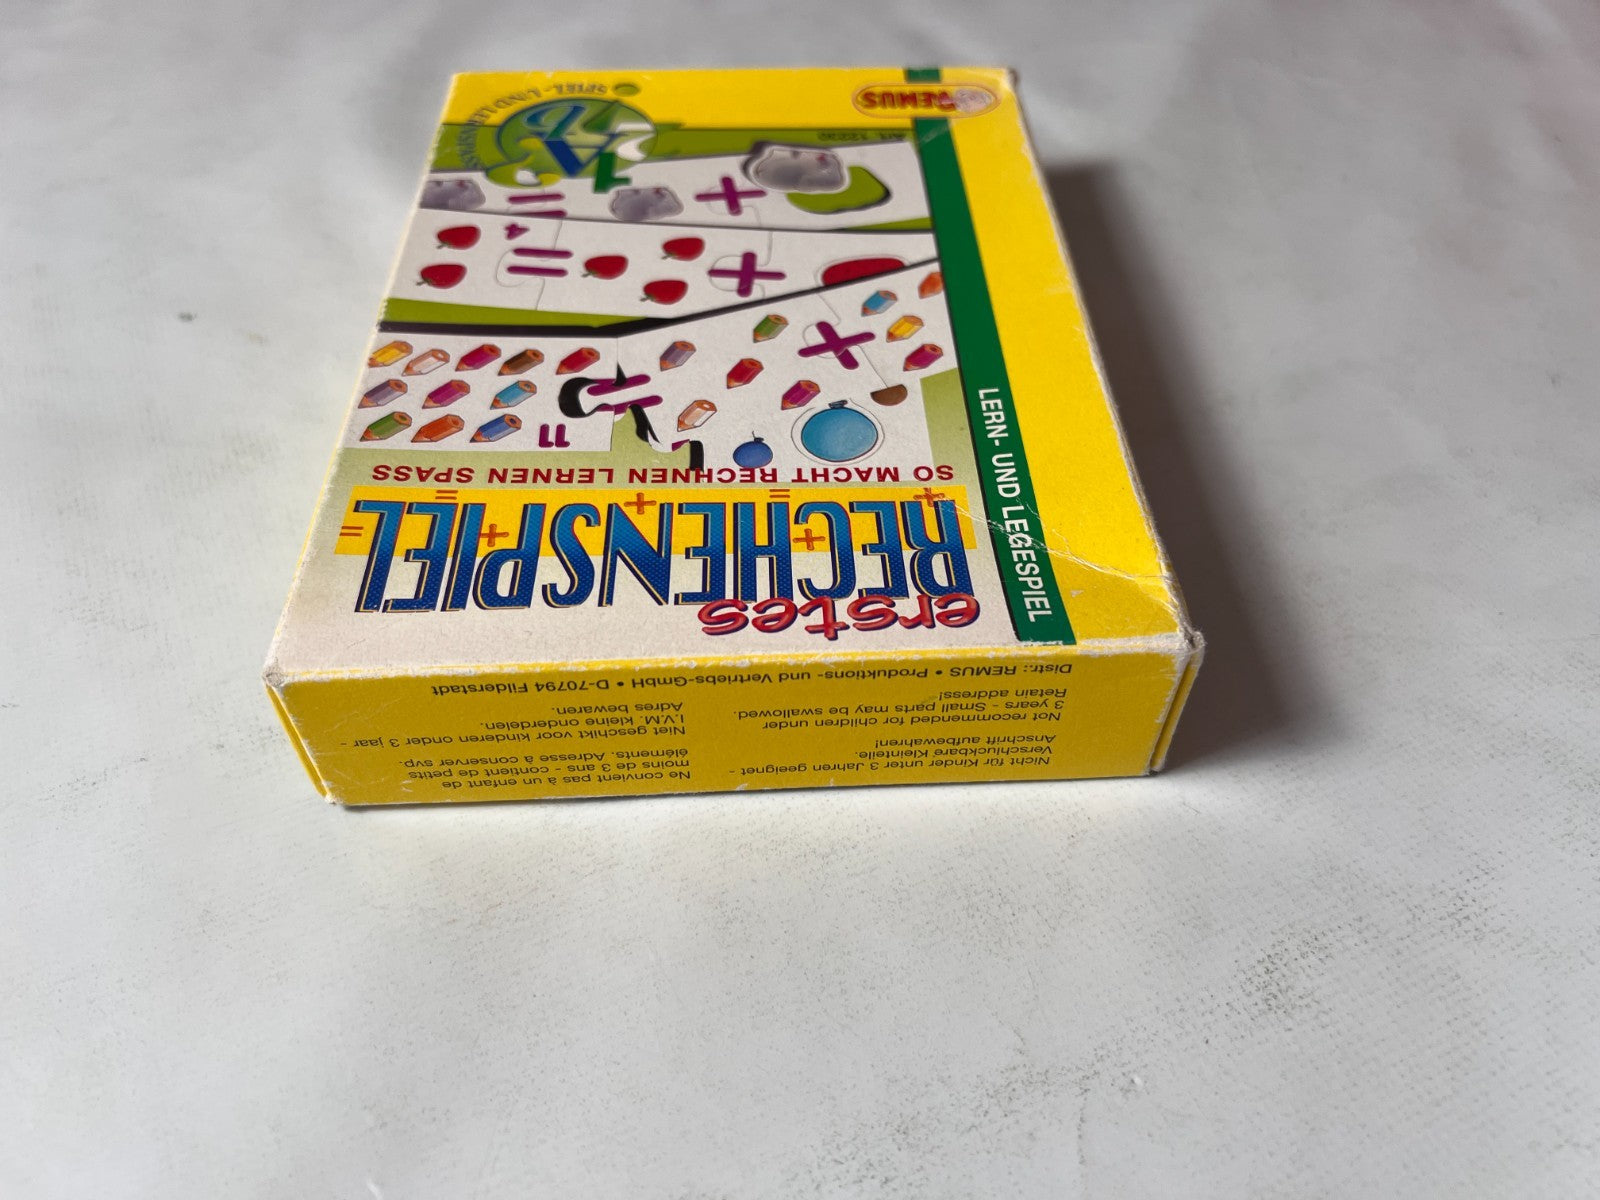 REMUS
Art. 12230
SPIEL- UND LERNSPASS
4
11
SO MACHT RECHNEN LERNEN SPASS
erstes
RECHENSPIEL
LERN- UND LEGESPIEL
Distr.: REMUS • Produktions- und Vertriebs-GmbH • D-70794 Filderstadt
Not recommended for children under
3 years - Small parts may be swallowed.
Retain address!
Niet geschikt voor kinderen onder 3 jaar -
I.V.M. kleine onderdelen.
Adres bewaren.
Nicht für Kinder unter 3 Jahren geeignet -
Verschluckbare Kleinteile.
Anschrift aufbewahren!
Ne convient pas à un enfant de
moins de 3 ans - contient de petits
éléments. Adresse à conserver svp.